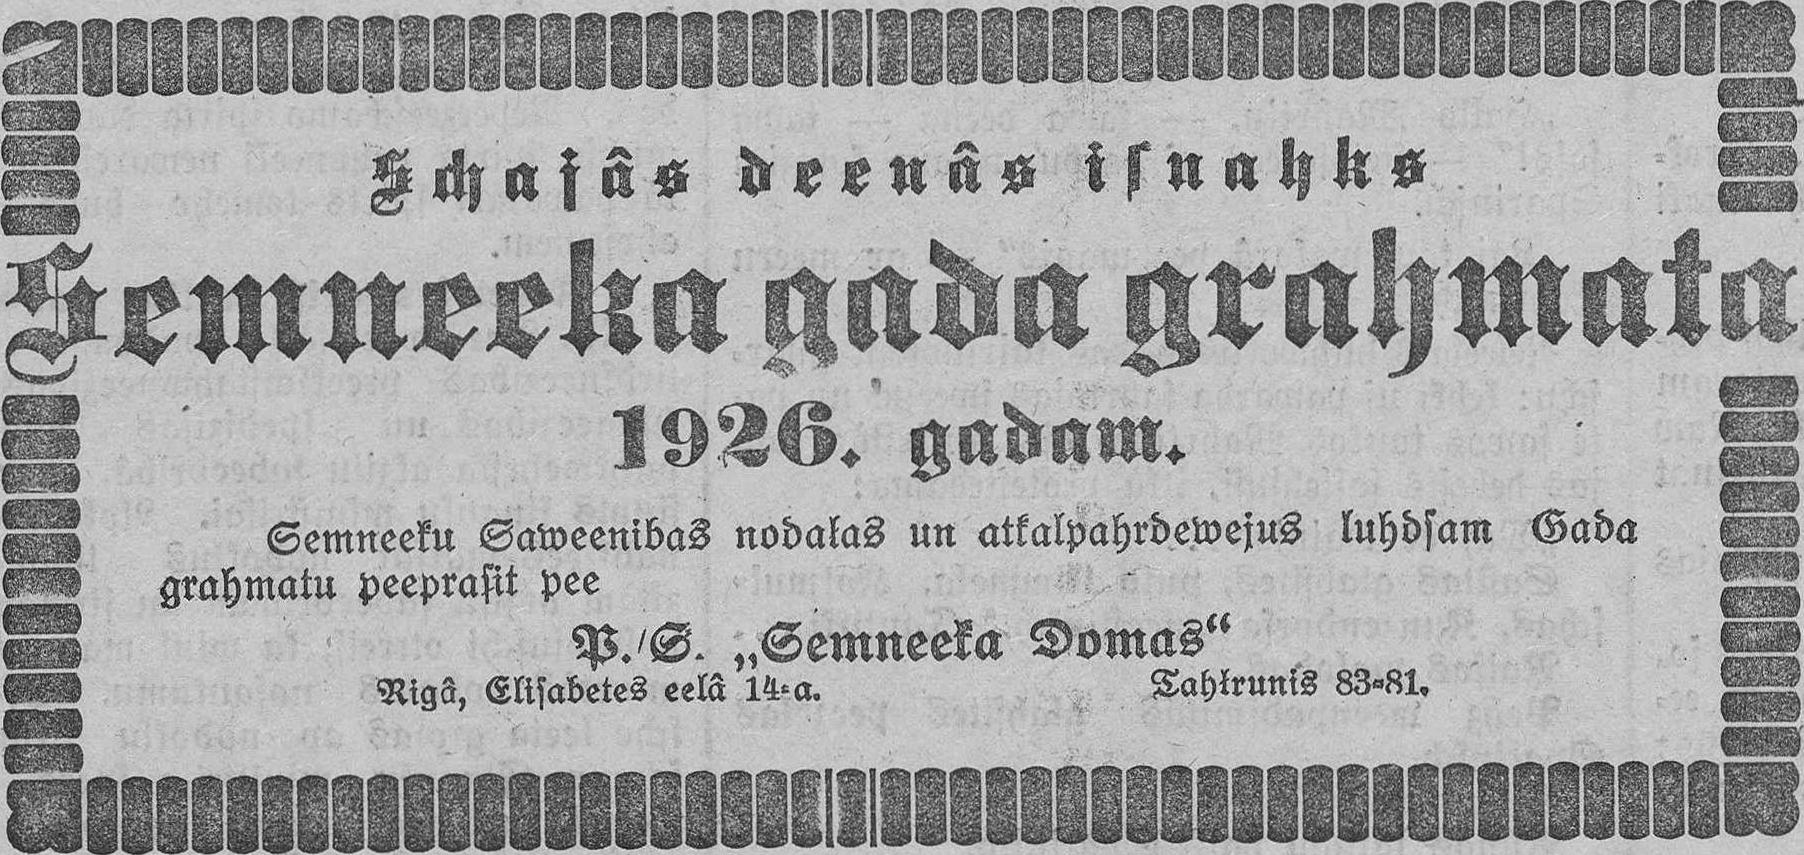 Schajâs deenâs isnahks
Semneeka gada grahmata
1926. gadam.
Semneeku Saweenibas nodaļas un atkalpahrdewejus luhdsam Gada
grahmatu peeprasit pee
P./S. „Semneeka Domas“
Rigâ, Elisabetes eelâ 14-a. Tahlrunis 83-81.